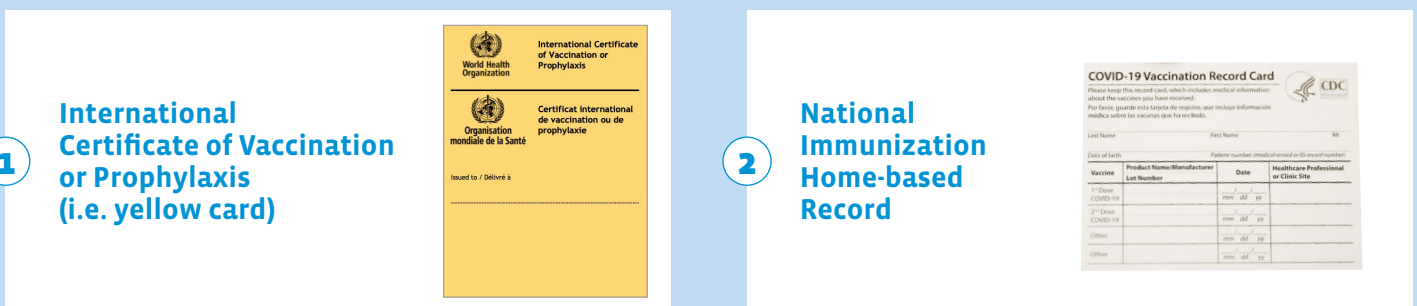 1
International
Certificate of Vaccination
or Prophylaxis
(i.e. yellow card)
World Health
Organization
International Certificate
of Vaccination or
Prophylaxis
Organisation
mondiale de la Santé
Certificat international
de vaccination ou de
prophylaxie
Issued to / Délivré à
2
National
Immunization
Home-based
Record
COVID-19 Vaccination Record Card
Please keep this record card, which includes medical information
about the vaccines you have received.
Por favor, guarde esta tarjeta de registro, que incluye información
médica sobre las vacunas que ha recibido.
CDC
Last Name First Name MI
Date of birth Patient number (medical record or IIS record number)
Vaccine Product Name/Manufacturer Date Healthcare Professional
Lot Number or Clinic Site
1st Dose
COVID-19 mm dd yy
2nd Dose
COVID-19 mm dd yy
Other mm dd yy
Other mm dd yy